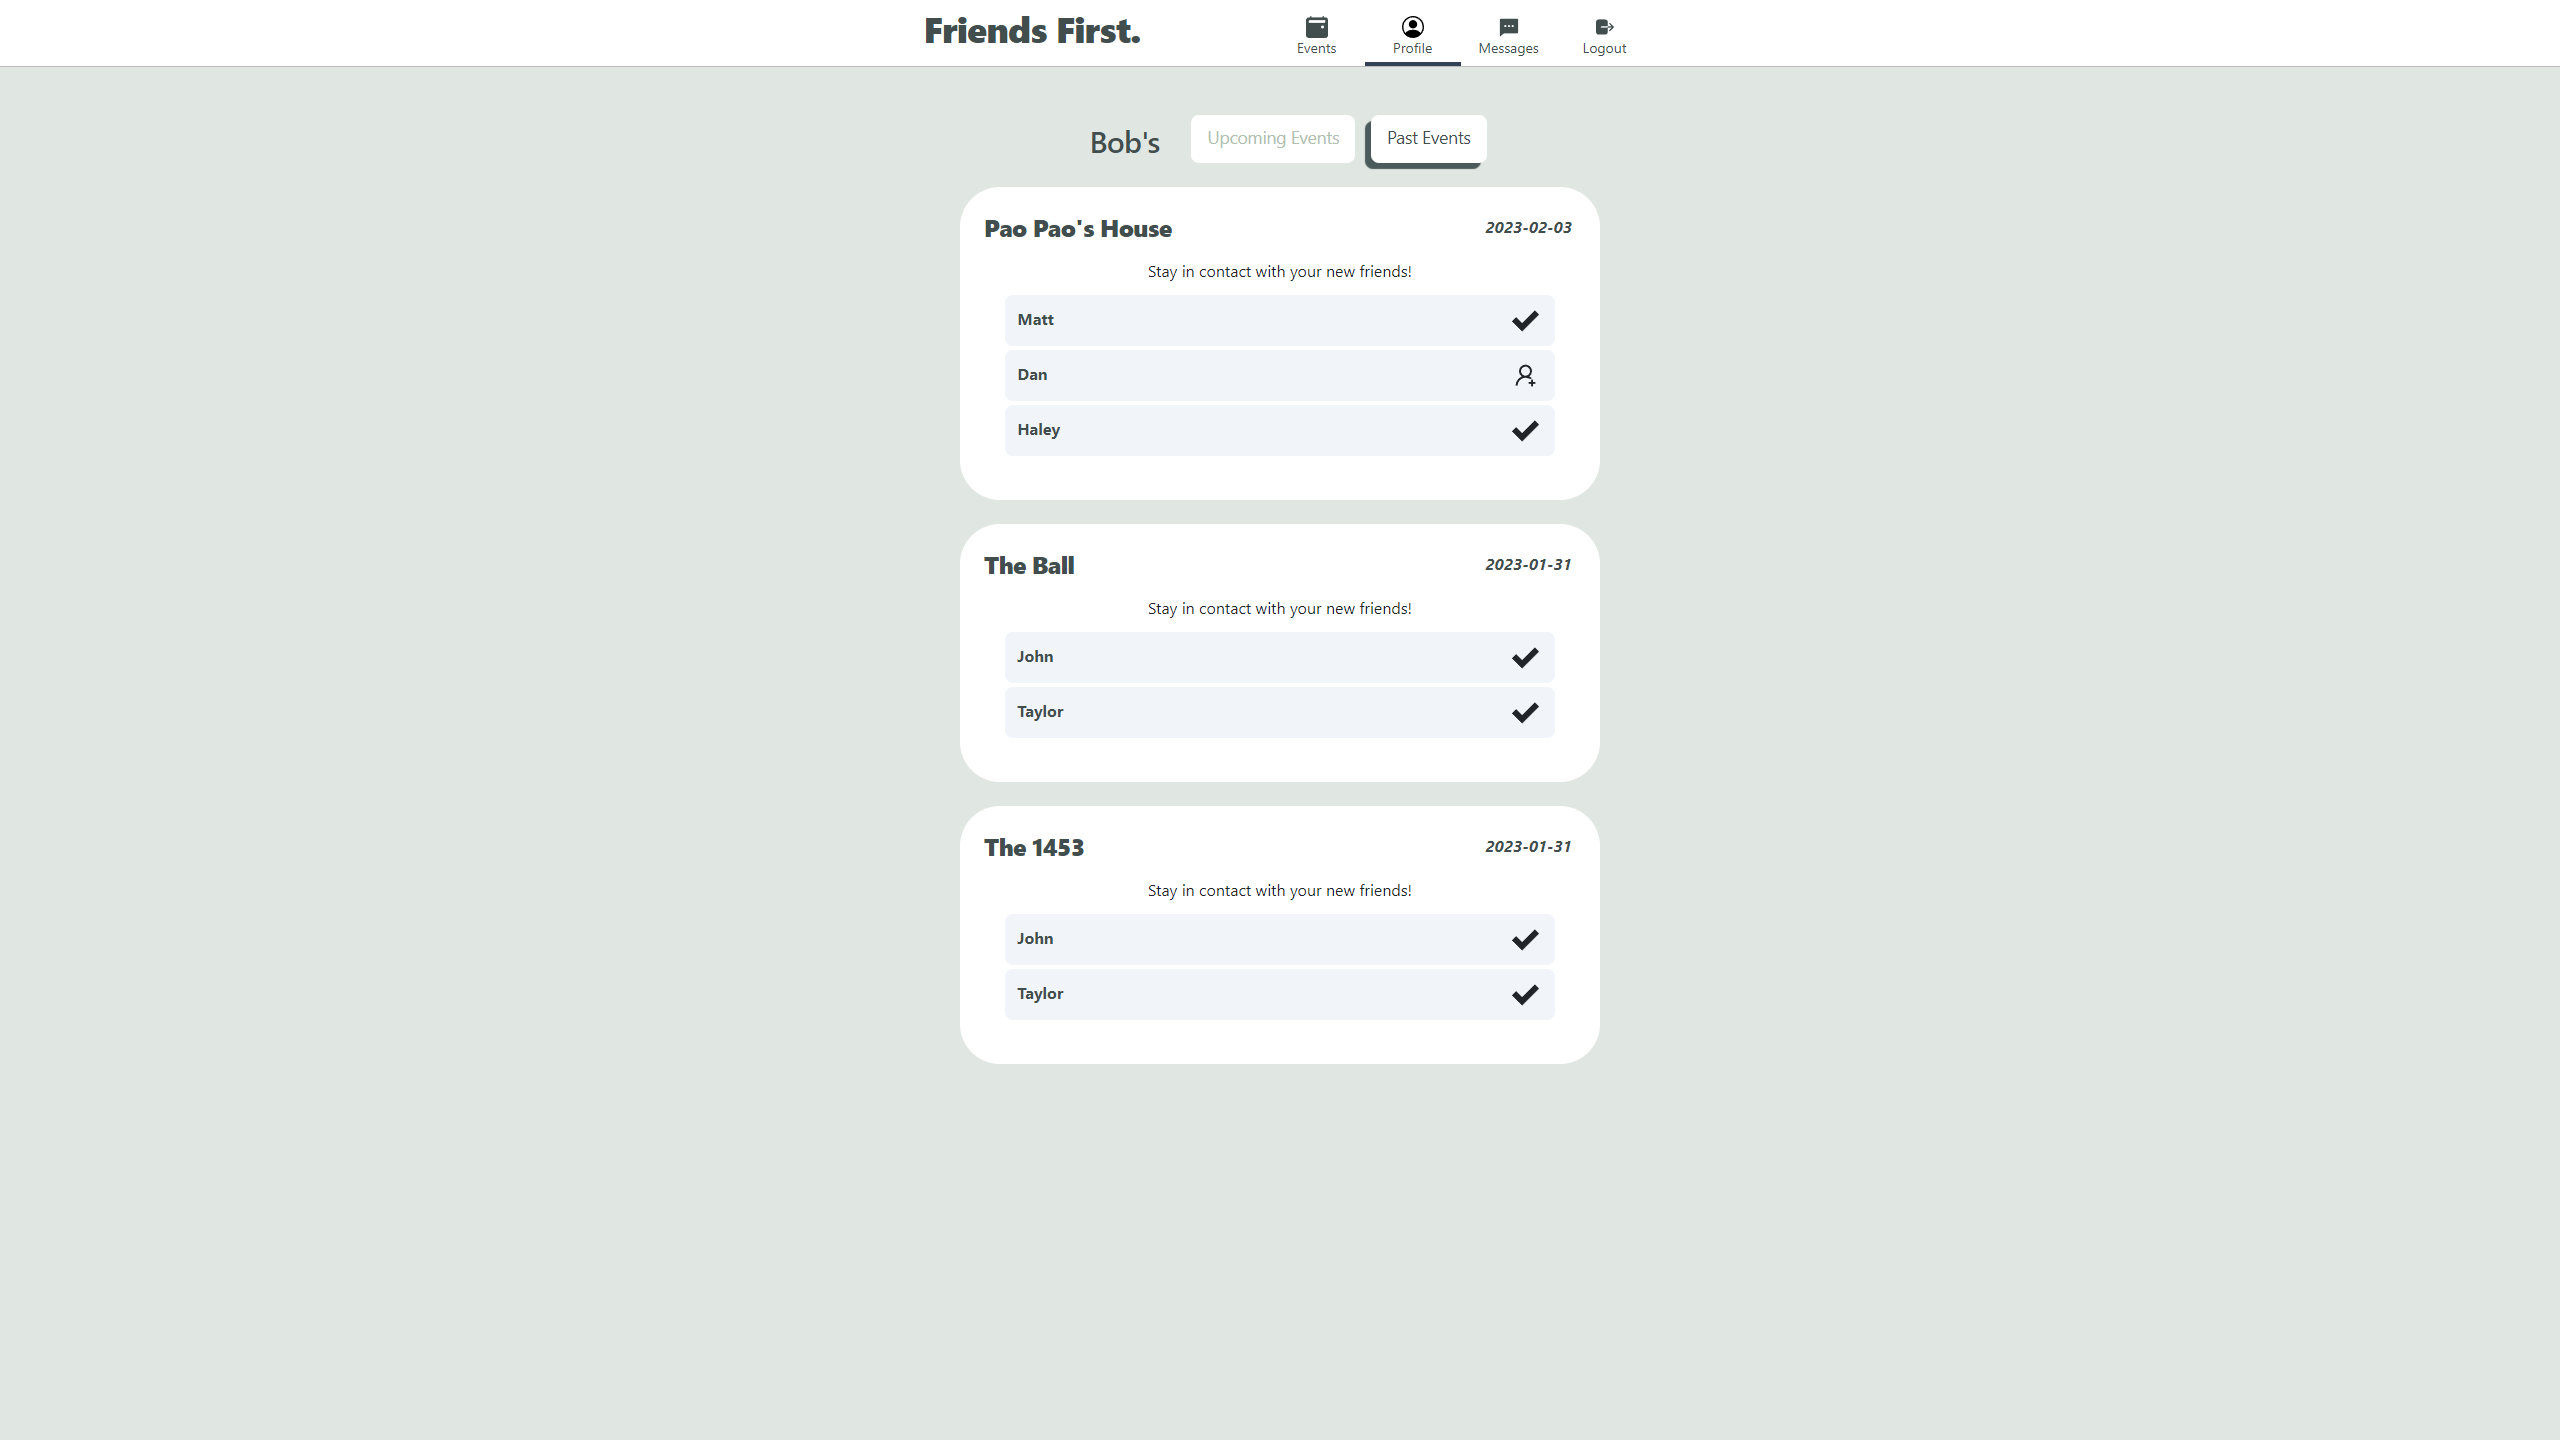 Friends First.
Events
Profile
Messages
Logout
Bob's
Upcoming Events
Past Events
Pao Pao's House
2023-02-03
Stay in contact with your new friends!
Matt
Dan
Haley
The Ball
2023-01-31
Stay in contact with your new friends!
John
Taylor
The 1453
2023-01-31
Stay in contact with your new friends!
John
Taylor